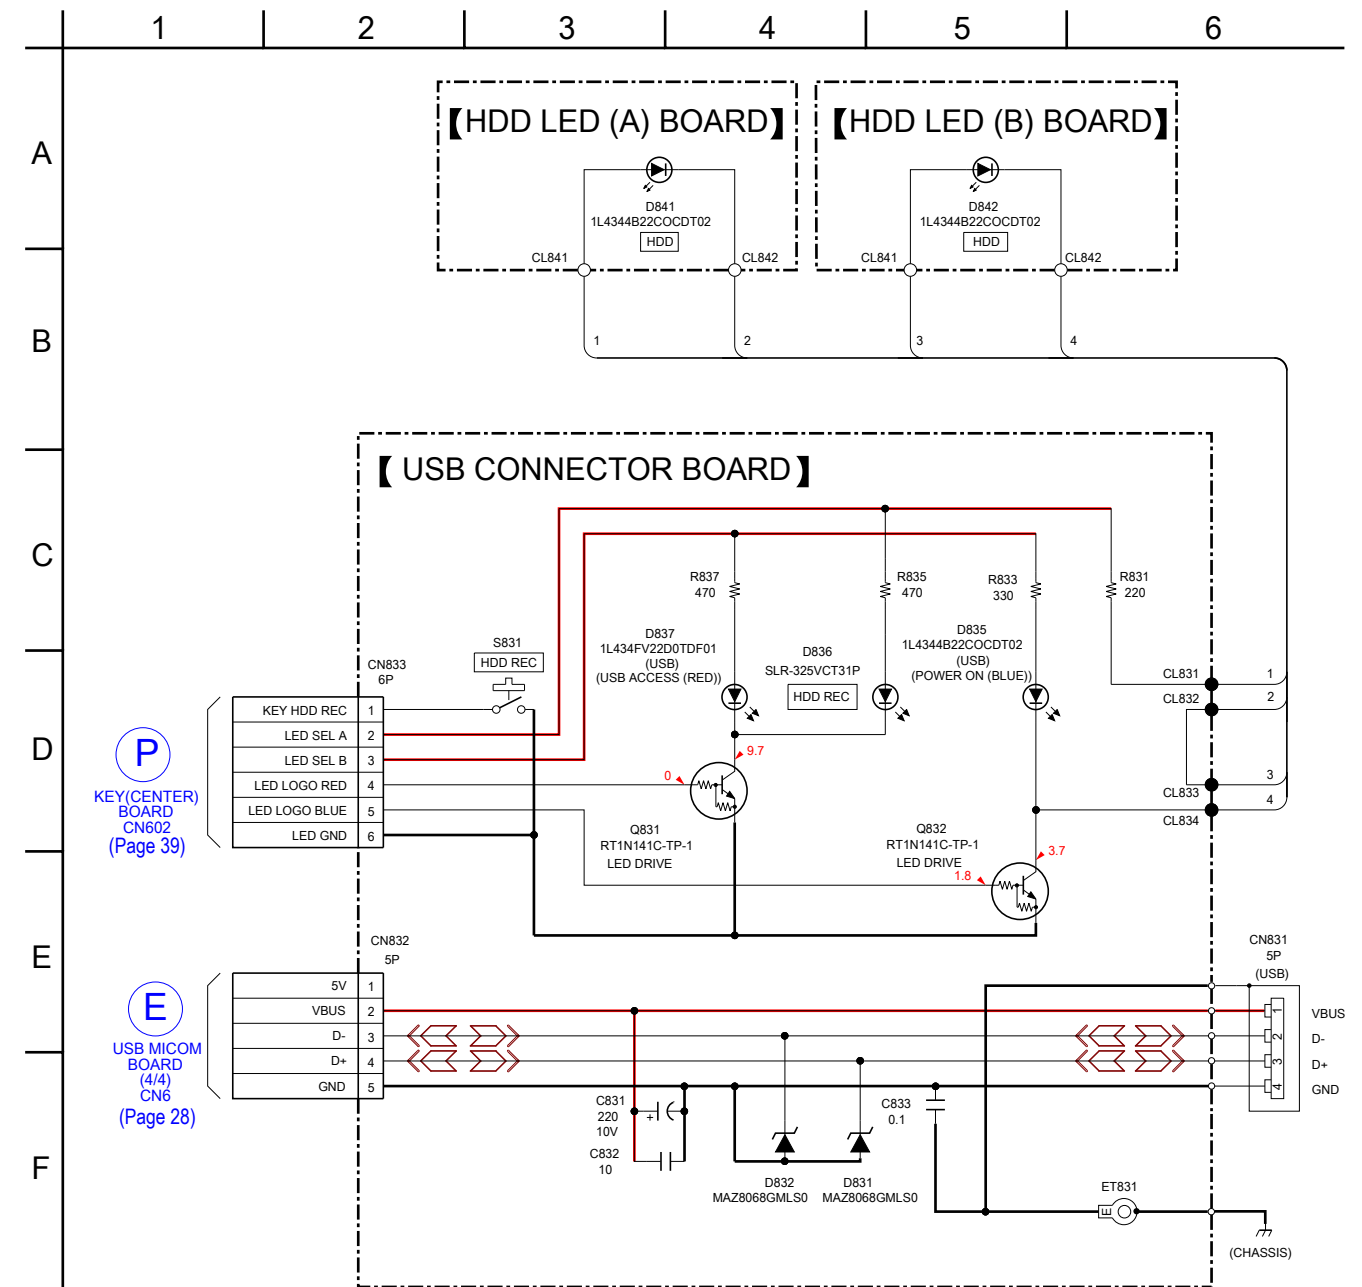 1 2 3 4 5 6
A
B
C
D
E
F
【HDD LED (A) BOARD】
D841
1L4344B22COCDT02
HDD
CL841
CL842
【HDD LED (B) BOARD】
D842
1L4344B22COCDT02
HDD
CL841
CL842
1
2
3
4
【 USB CONNECTOR BOARD】
R837
470
R835
470
R833
330
R831
220
S831
HDD REC
D837
1L434FV22D0TDF01
(USB)
(USB ACCESS (RED))
D836
SLR-325VCT31P
HDD REC
D835
1L4344B22COCDT02
(USB)
(POWER ON (BLUE))
CL831
CL832
CL833
CL834
1
2
3
4
CN833
6P
KEY HDD REC 1
LED SEL A 2
LED SEL B 3
LED LOGO RED 4
LED LOGO BLUE 5
LED GND 6
P
KEY(CENTER)
BOARD
CN602
(Page 39)
9.7
0
Q831
RT1N141C-TP-1
LED DRIVE
Q832
RT1N141C-TP-1
LED DRIVE
3.7
1.8
CN832
5P
5V 1
VBUS 2
D- 3
D+ 4
GND 5
E
USB MICOM
BOARD
(4/4)
CN6
(Page 28)
CN831
5P
(USB)
1 VBUS
2 D-
3 D+
4 GND
C831
220
10V
+
C832
10
D832
MAZ8068GMLS0
D831
MAZ8068GMLS0
C833
0.1
ET831
E
(CHASSIS)